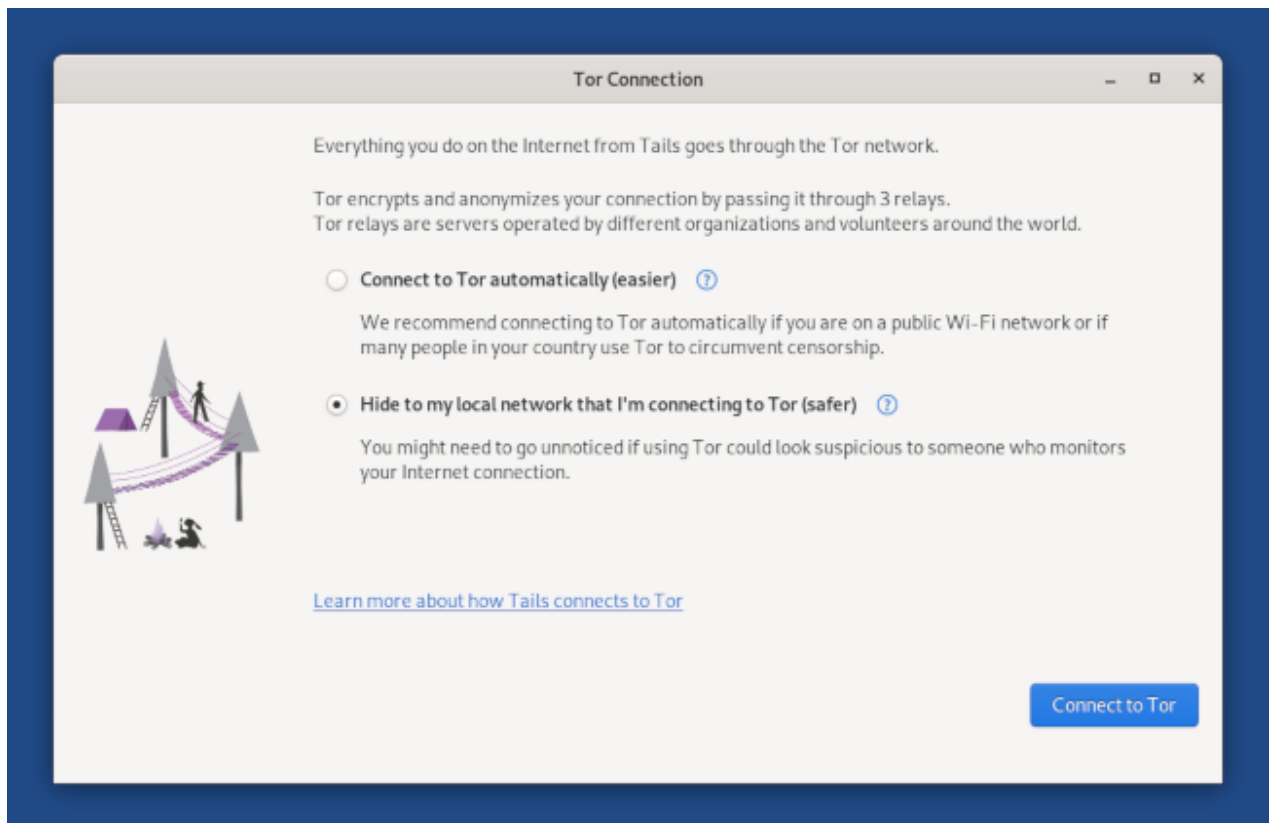 Tor Connection
Everything you do on the Internet from Tails goes through the Tor network.
Tor encrypts and anonymizes your connection by passing it through 3 relays.
Tor relays are servers operated by different organizations and volunteers around the world.
Connect to Tor automatically (easier) ?
We recommend connecting to Tor automatically if you are on a public Wi-Fi network or if
many people in your country use Tor to circumvent censorship.
Hide to my local network that I'm connecting to Tor (safer) ?
You might need to go unnoticed if using Tor could look suspicious to someone who monitors
your Internet connection.
Learn more about how Tails connects to Tor
Connect to Tor